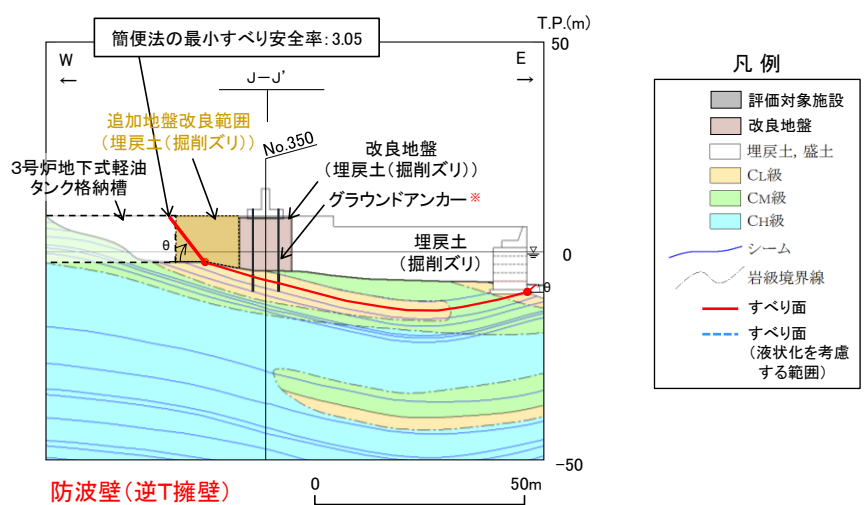 T.P.(m)
50
簡便法の最小すべり安全率:3.05
W
←
E
→
J-J'
追加地盤改良範囲
(埋戻土(掘削ズリ))
No.350
改良地盤
(埋戻土(掘削ズリ))
3号炉地下式軽油
タンク格納槽
グラウンドアンカー※
θ
埋戻土
(掘削ズリ)
0
θ
-50
防波壁(逆T擁壁)
0
50m
凡 例
評価対象施設
改良地盤
埋戻土, 盛土
CL級
CM級
CH級
シーム
岩級境界線
すべり面
すべり面
(液状化を考慮
する範囲)